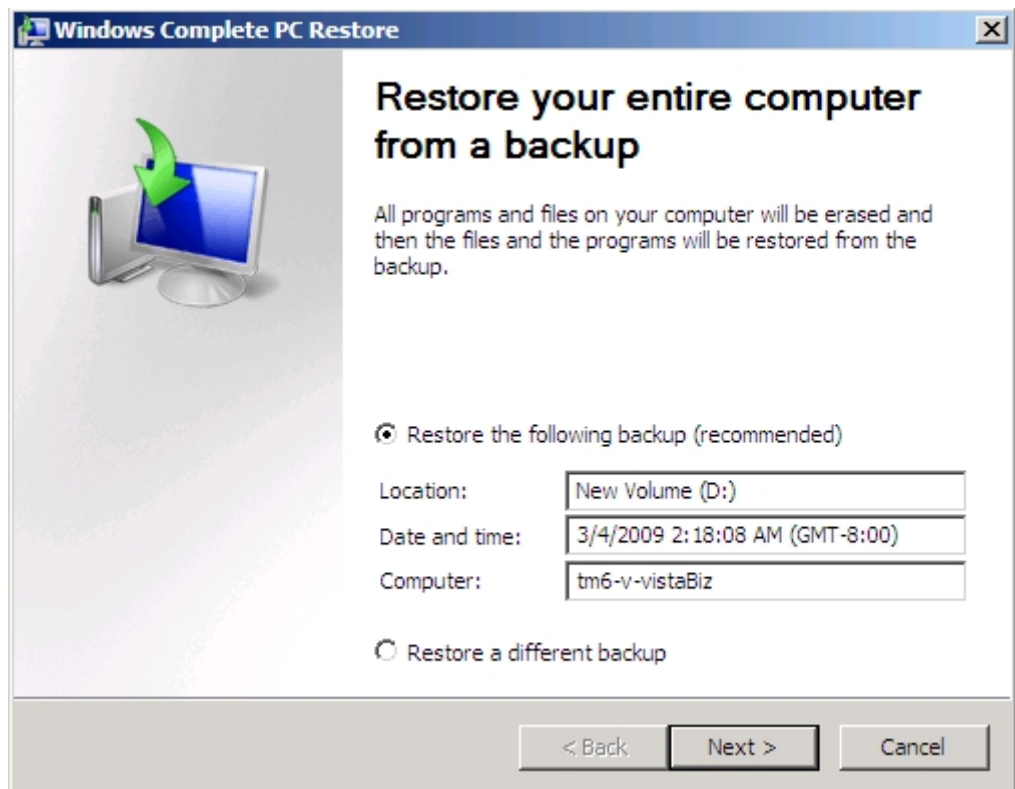 Windows Complete PC Restore
Restore your entire computer
from a backup
All programs and files on your computer will be erased and
then the files and the programs will be restored from the
backup.
Restore the following backup (recommended)
Location: New Volume (D:)
Date and time: 3/4/2009 2:18:08 AM (GMT-8:00)
Computer: tm6-v-vistaBiz
Restore a different backup
< Back Next > Cancel